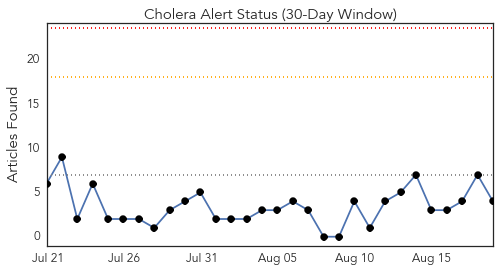 Cholera Alert Status (30-Day Window)
Articles Found
20
15
10
5
0
Jul 21 Jul 26 Jul 31 Aug 05 Aug 10 Aug 15